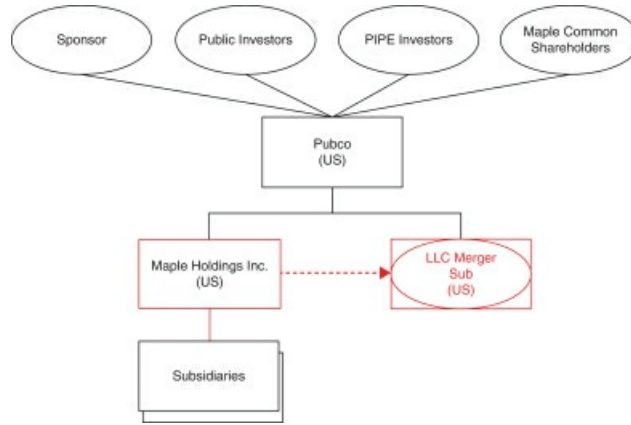 Sponsor
Public Investors
PIPE Investors
Maple Common
Shareholders
Pubco
(US)
Maple Holdings Inc.
(US)
LLC Merger
Sub
(US)
Subsidiaries